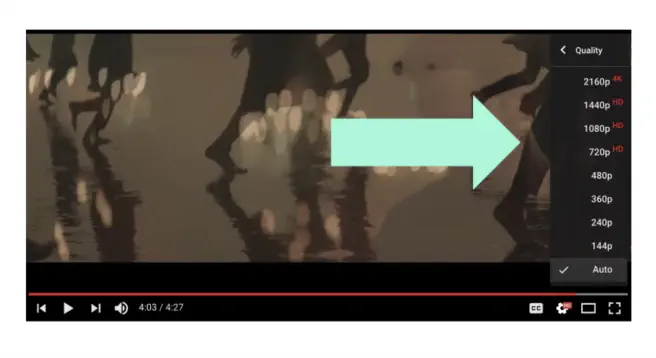 Quality
2160p 4K
1440p HD
1080p HD
720p HD
480p
360p
240p
144p
Auto
4:03 / 4:27
CC
HD